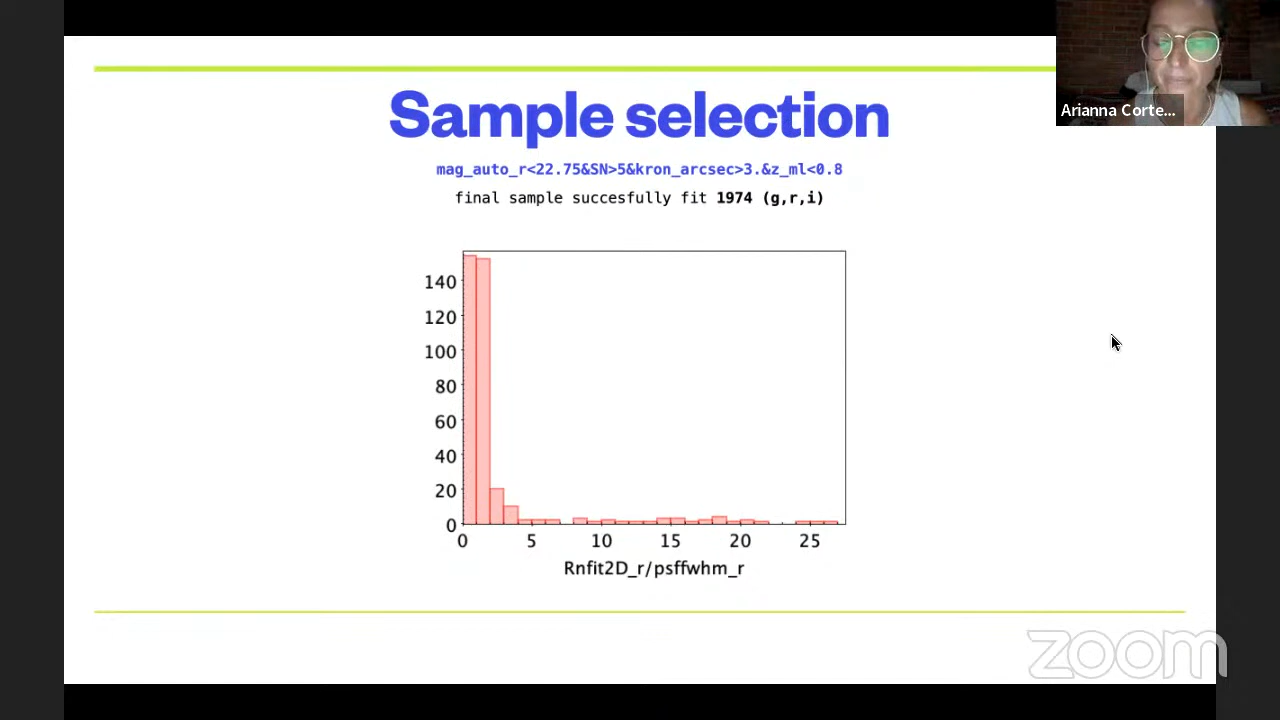 Arianna Corte...
Sample selection
mag_auto_r<22.75&SN>5&kron_arcsec>3.&z_ml<0.8
final sample succesfully fit 1974 (g,r,i)
140
120
100
80
60
40
20
0
0 5 10 15 20 25
Rnfit2D_r/psffwhm_r
zoom